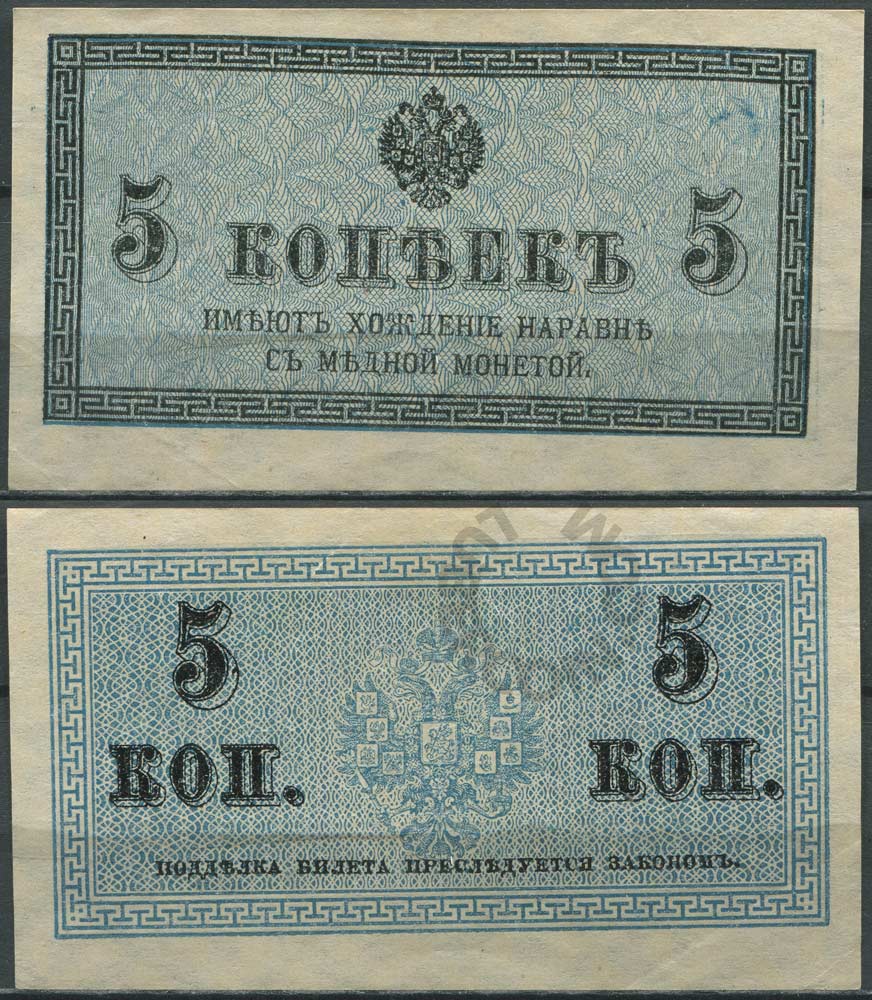 5 КОПѢЕКЪ 5
ИМѢЮТЪ ХОЖДЕНІЕ НАРАВНѢ
СЪ МѢДНОЙ МОНЕТОЙ.
5 5
КОП. КОП.
ПОДДѢЛКА БИЛЕТА ПРЕСЛѢДУЕТСЯ ЗАКОНОМЪ.